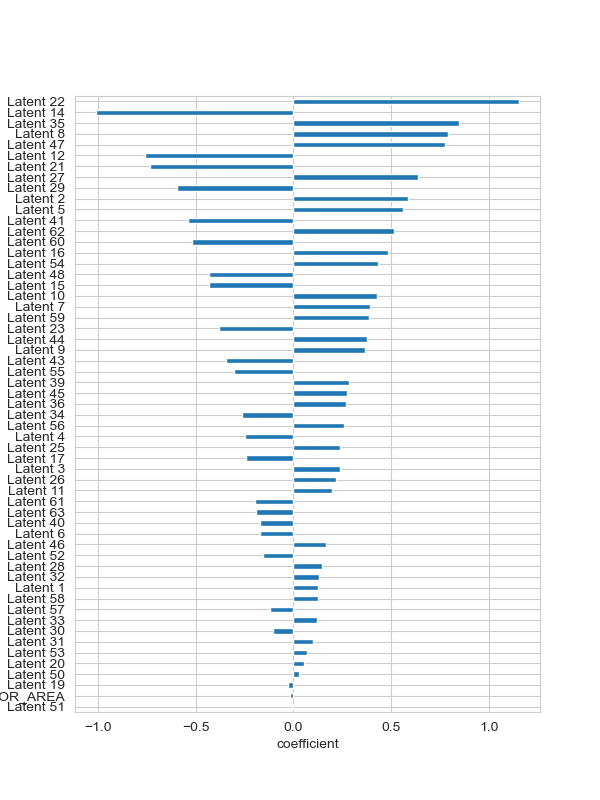 Latent 22
Latent 14
Latent 35
Latent 8
Latent 47
Latent 12
Latent 21
Latent 27
Latent 29
Latent 2
Latent 5
Latent 41
Latent 62
Latent 60
Latent 16
Latent 54
Latent 48
Latent 15
Latent 10
Latent 7
Latent 59
Latent 23
Latent 44
Latent 9
Latent 43
Latent 55
Latent 39
Latent 45
Latent 36
Latent 34
Latent 56
Latent 4
Latent 25
Latent 17
Latent 3
Latent 26
Latent 11
Latent 61
Latent 63
Latent 40
Latent 6
Latent 46
Latent 52
Latent 28
Latent 32
Latent 1
Latent 58
Latent 57
Latent 33
Latent 30
Latent 31
Latent 53
Latent 20
Latent 50
Latent 19
OR_AREA
Latent 51
−1.0 −0.5 0.0 0.5 1.0
coefficient